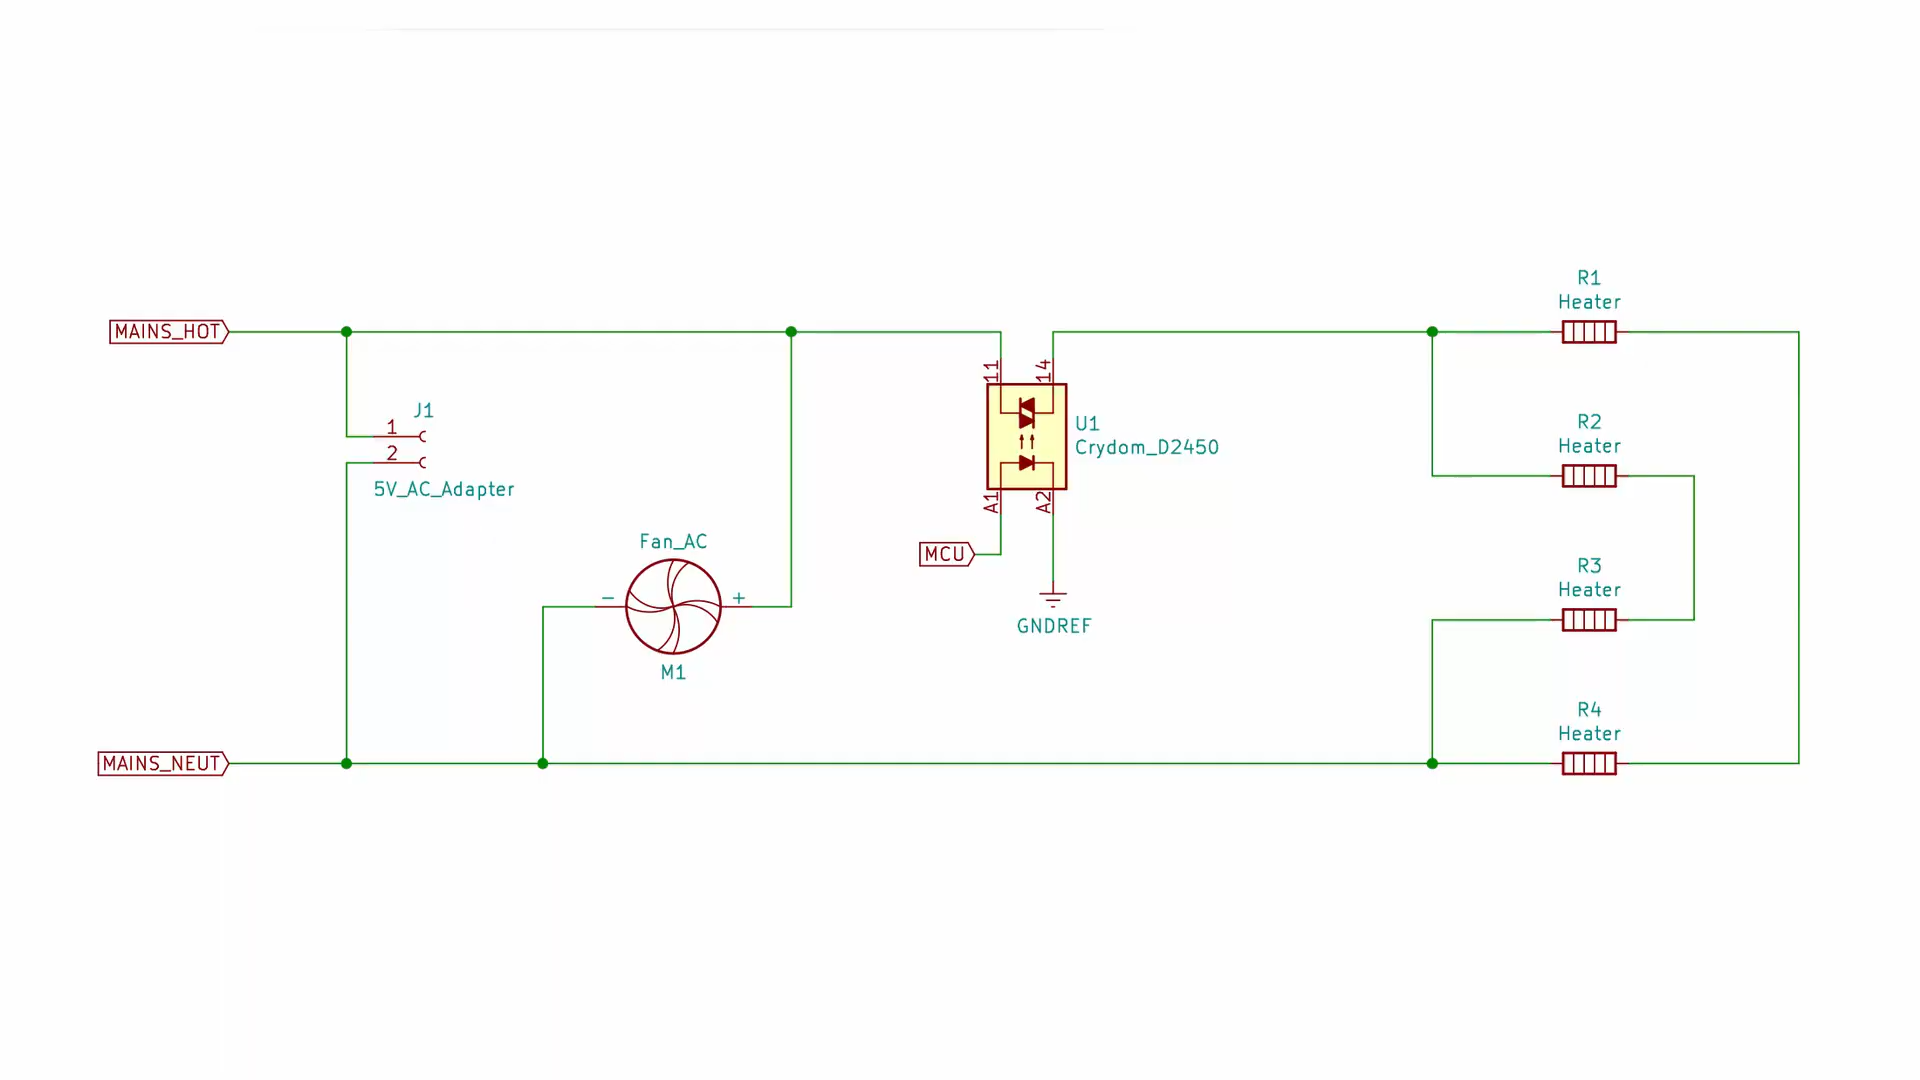 R1
Heater
MAINS_HOT
11
14
J1
1
2
5V_AC_Adapter
U1
Crydom_D2450
R2
Heater
A1
A2
MCU
GNDREF
Fan_AC
- +
M1
R3
Heater
R4
Heater
MAINS_NEUT